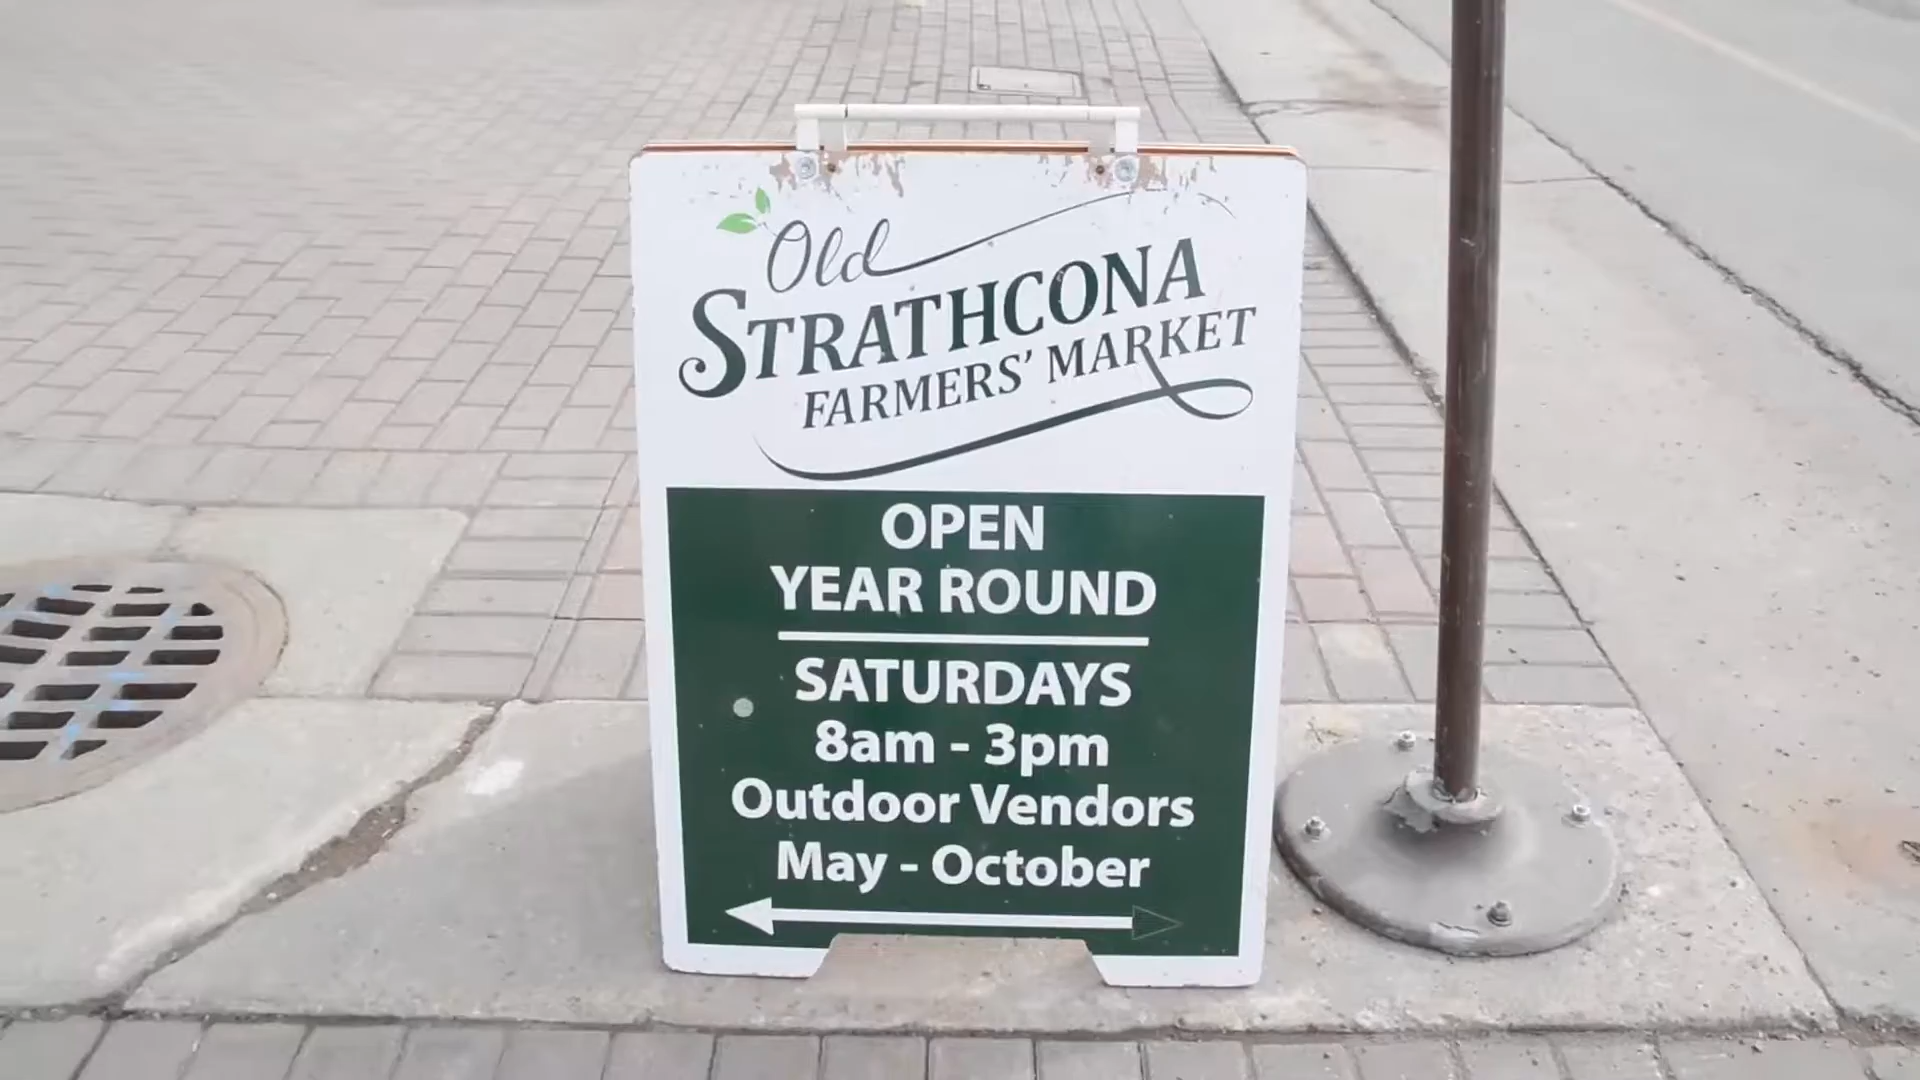 Old
STRATHCONA
FARMERS' MARKET
OPEN
YEAR ROUND
SATURDAYS
8am - 3pm
Outdoor Vendors
May - October